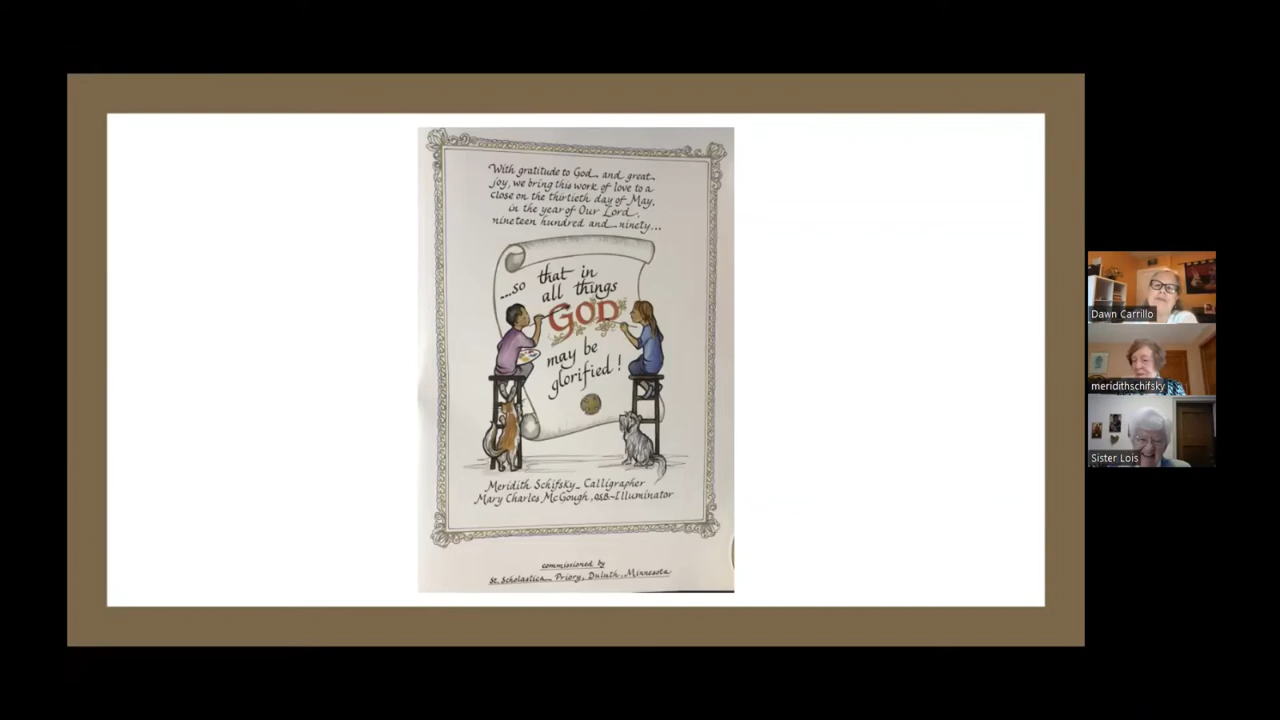 With gratitude to God and great
joy, we bring this work of love to a
close on the thirtieth day of May,
in the year of Our Lord,
nineteen hundred and ninety...
...so that in
all things
GOD
may be
glorified!
Meridith Schifsky - Calligrapher
Mary Charles McGough, O.S.B. - Illuminator
commissioned by
St. Scholastica Priory, Duluth, Minnesota
Dawn Carrillo
meridithschifsky
Sister Lois